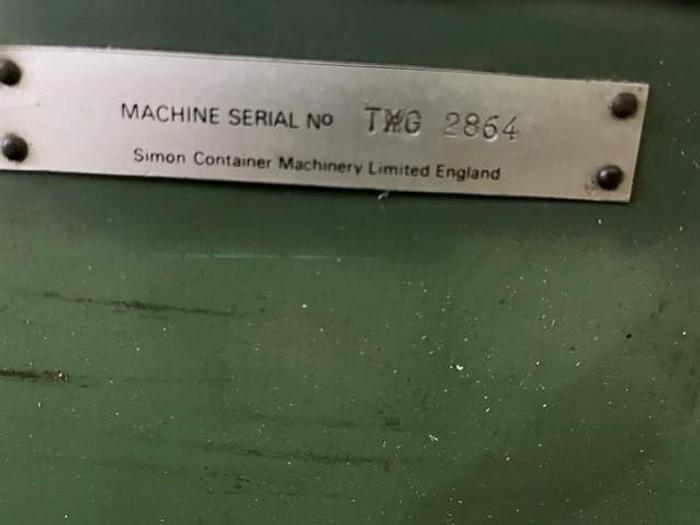 MACHINE SERIAL No 2864
Simon Container Machinery Limited England